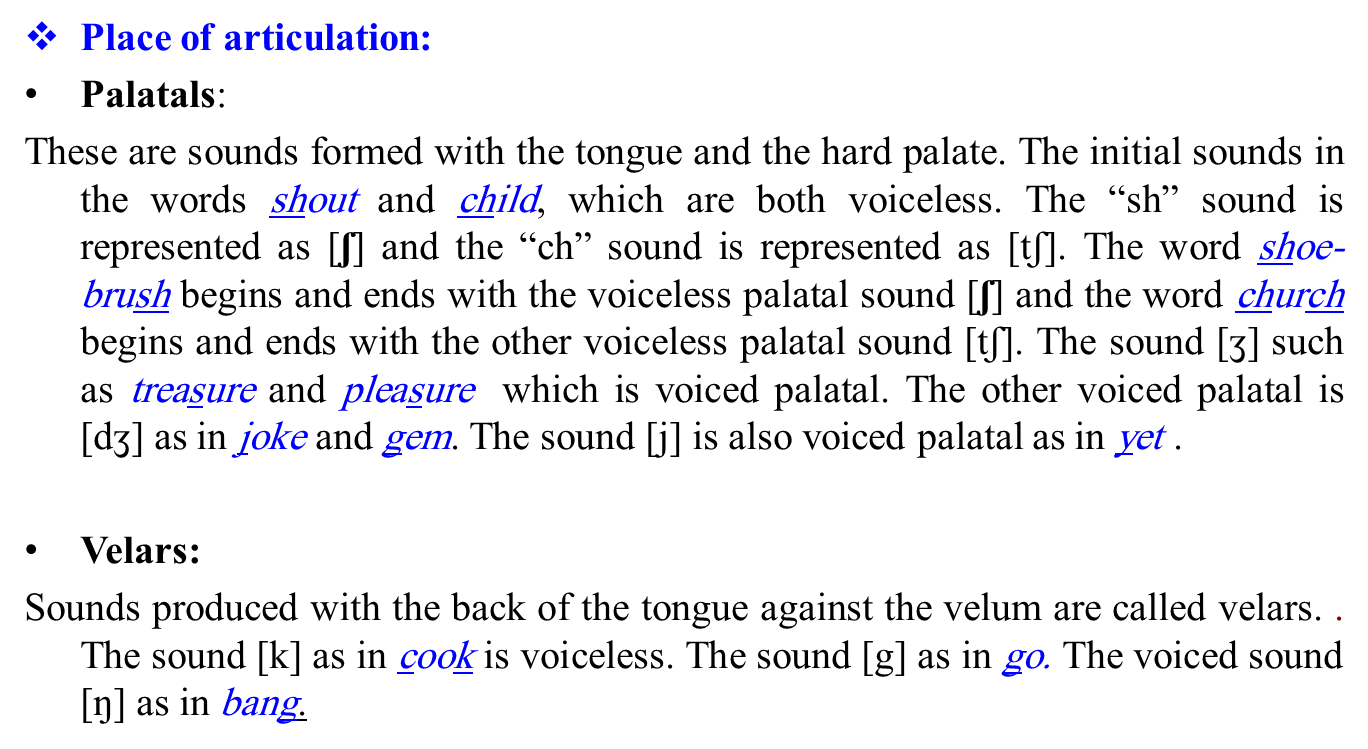 ❖ Place of articulation:
• Palatals:
These are sounds formed with the tongue and the hard palate. The initial sounds in
the words shout and child, which are both voiceless. The “sh” sound is
represented as [ʃ] and the “ch” sound is represented as [tʃ]. The word shoe-
brush begins and ends with the voiceless palatal sound [ʃ] and the word church
begins and ends with the other voiceless palatal sound [tʃ]. The sound [ʒ] such
as treasure and pleasure which is voiced palatal. The other voiced palatal is
[dʒ] as in joke and gem. The sound [j] is also voiced palatal as in yet .
• Velars:
Sounds produced with the back of the tongue against the velum are called velars. .
The sound [k] as in cook is voiceless. The sound [g] as in go. The voiced sound
[ŋ] as in bang.